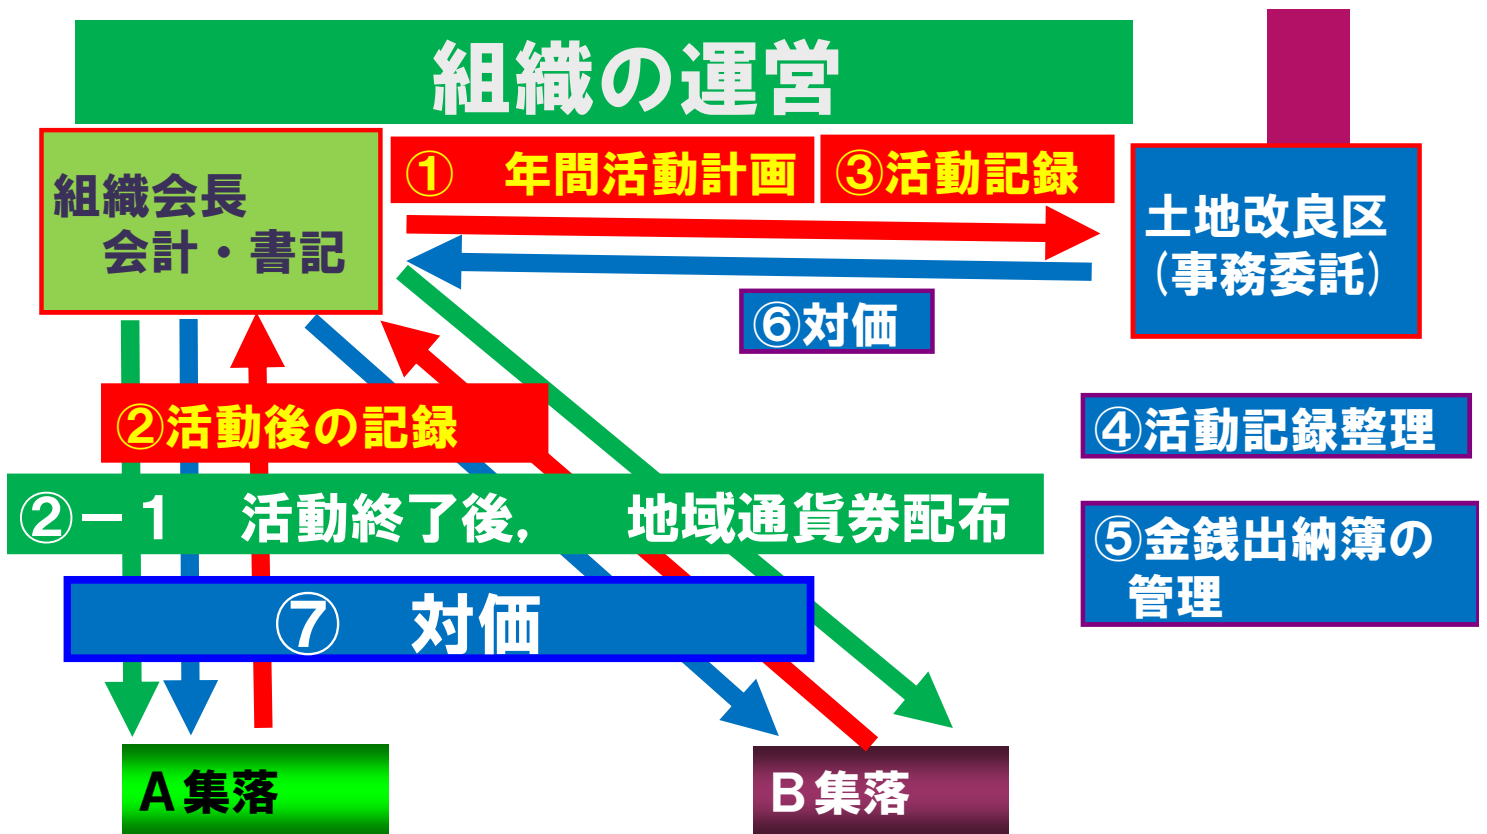 組織の運営
組織会長
会計・書記
①　年間活動計画
③活動記録
土地改良区
(事務委託)
⑥対価
②活動後の記録
④活動記録整理
②－1　活動終了後,　地域通貨券配布
⑤金銭出納簿の
管理
⑦　対価
A集落
B集落